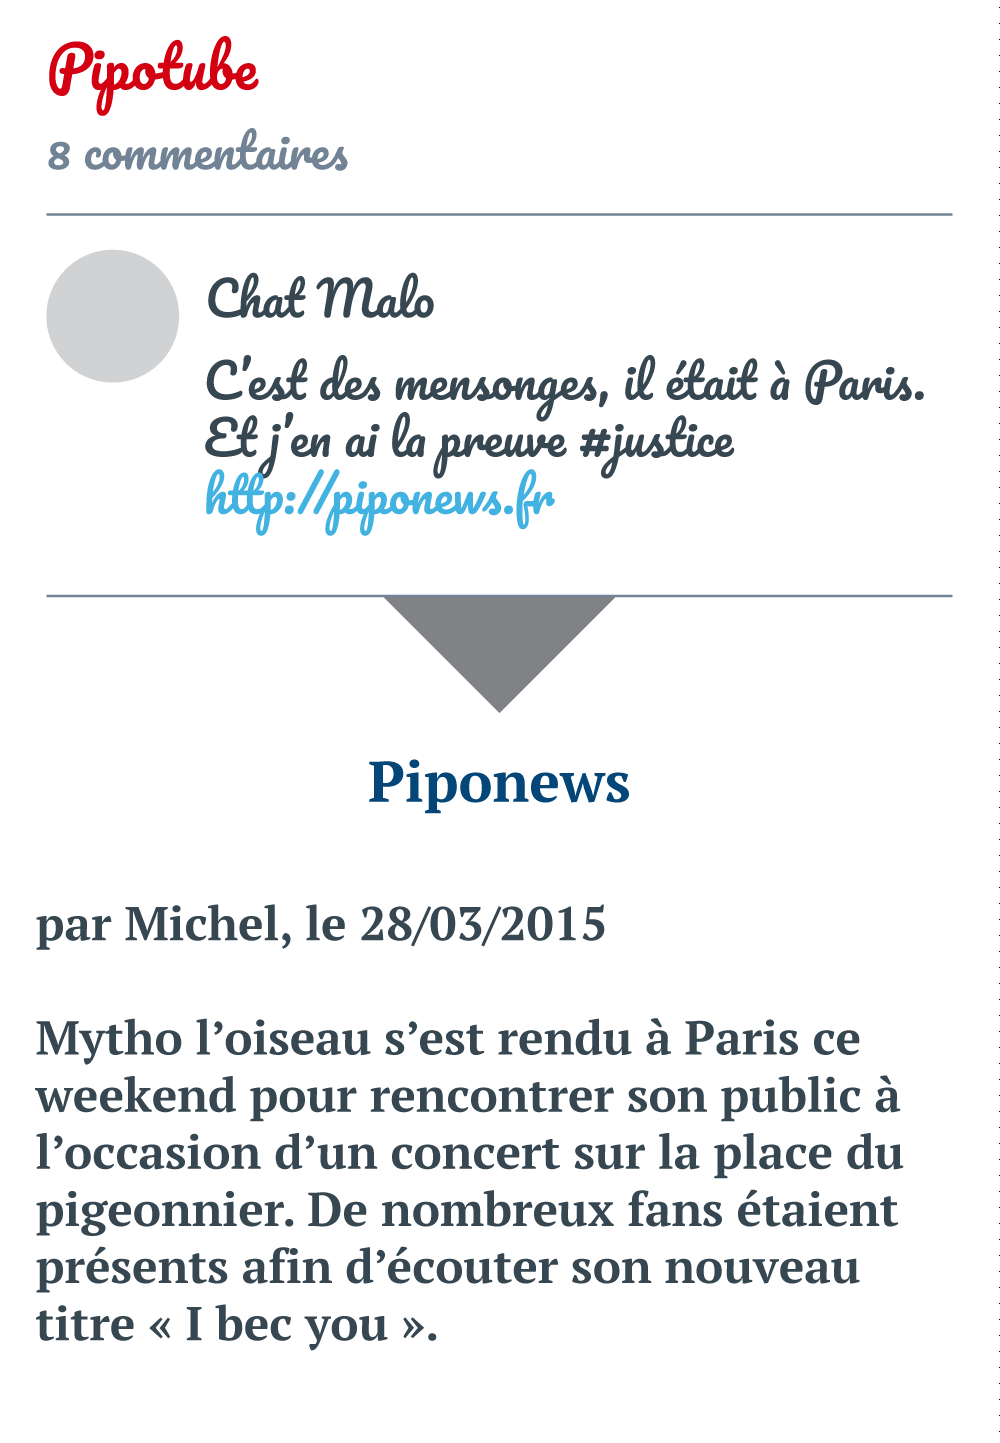 Pipotube
8 commentaires
Chat Malo
C'est des mensonges, il était à Paris.
Et j'en ai la preuve #justice
http://piponews.fr
Piponews
par Michel, le 28/03/2015
Mytho l’oiseau s’est rendu à Paris ce
weekend pour rencontrer son public à
l’occasion d’un concert sur la place du
pigeonnier. De nombreux fans étaient
présents afin d’écouter son nouveau
titre « I bec you ».